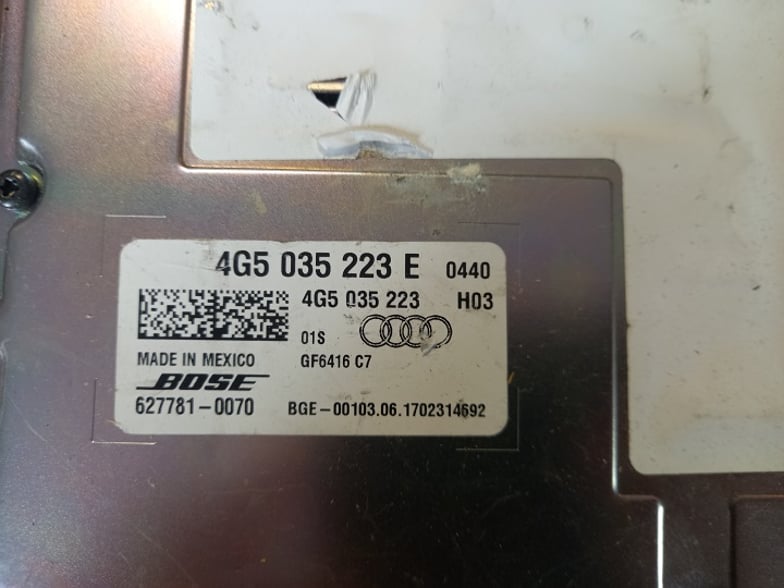 4G5 035 223 E 0440
4G5 035 223 H03
01S
MADE IN MEXICO GF6416 C7
BOSE
627781-0070 BGE-00103.06.1702314692